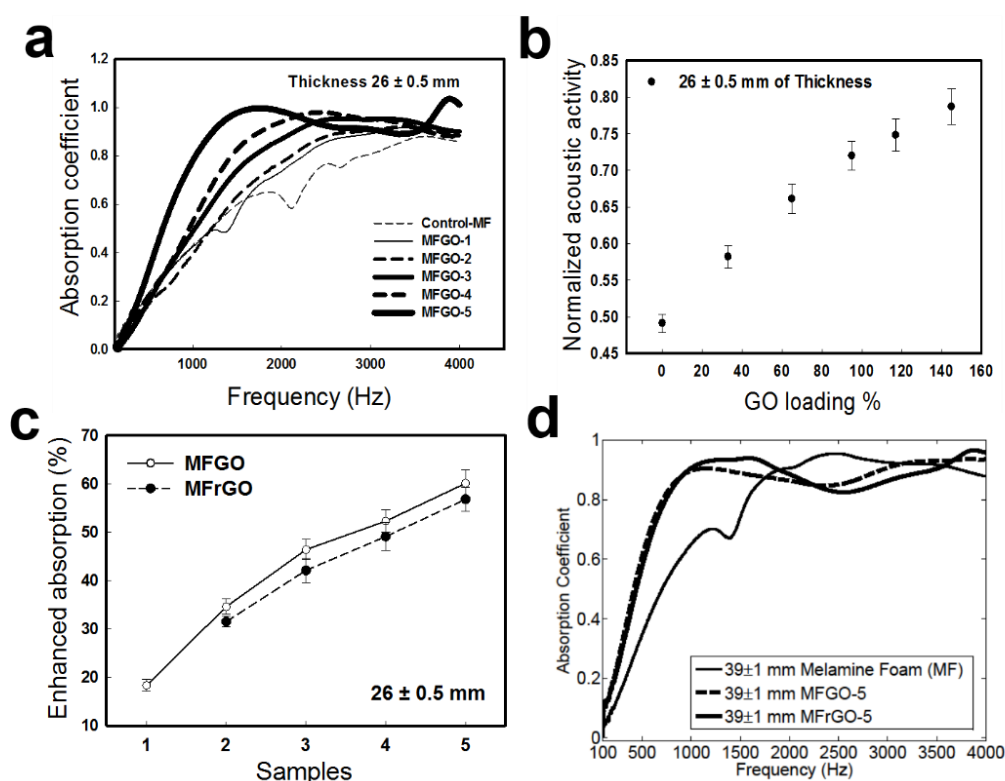 a
Thickness 26 ± 0.5 mm
Absorption coefficient
1.2
1.0
0.8
0.6
0.4
0.2
0.0
Control-MF
MFGO-1
MFGO-2
MFGO-3
MFGO-4
MFGO-5
1000 2000 3000 4000
Frequency (Hz)
b
26 ± 0.5 mm of Thickness
Normalized acoustic activity
0.85
0.80
0.75
0.70
0.65
0.60
0.55
0.50
0.45
0 20 40 60 80 100 120 140 160
GO loading %
c
MFGO
MFrGO
Enhanced absorption (%)
70
60
50
40
30
20
10
26 ± 0.5 mm
1 2 3 4 5
Samples
d
Absorption Coefficient
1
0.8
0.6
0.4
0.2
0
39±1 mm Melamine Foam (MF)
39±1 mm MFGO-5
39±1 mm MFrGO-5
100 500 1000 1500 2000 2500 3000 3500 4000
Frequency (Hz)